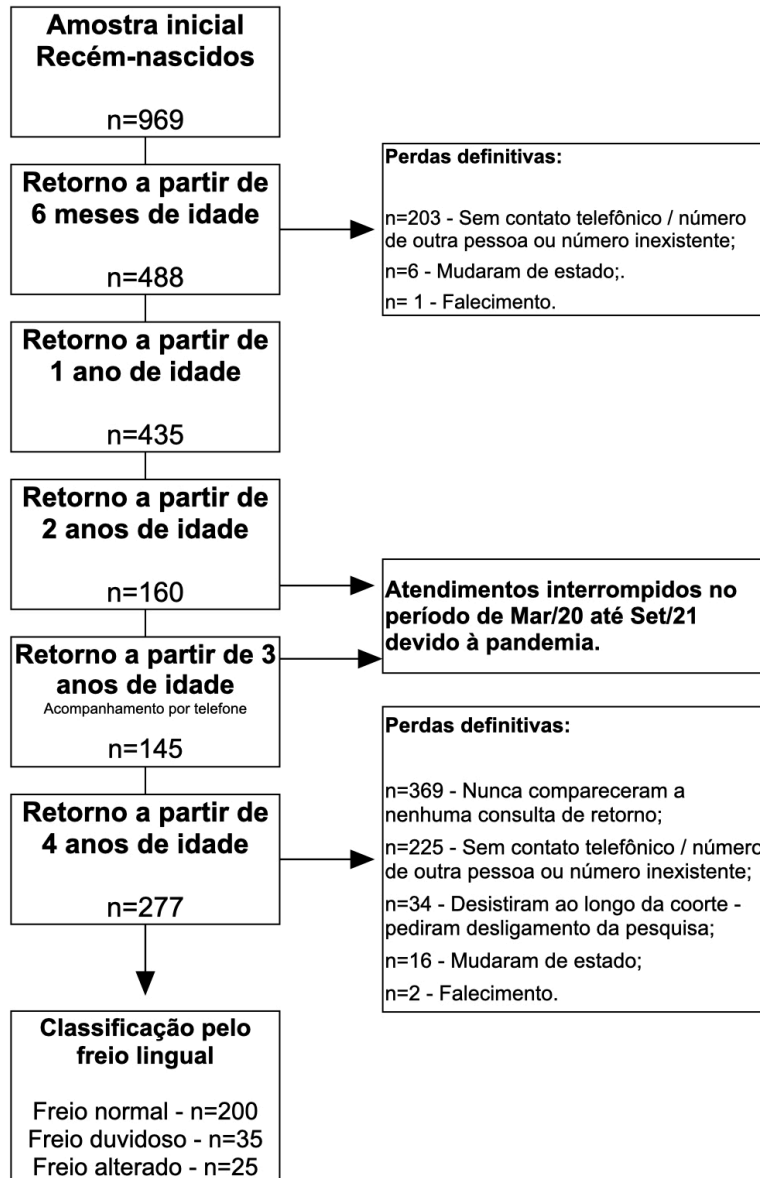 Amostra inicial
Recém-nascidos
n=969
Retorno a partir de
6 meses de idade
n=488
Perdas definitivas:
n=203 - Sem contato telefônico / número
de outra pessoa ou número inexistente;
n=6 - Mudaram de estado;.
n= 1 - Falecimento.
Retorno a partir de
1 ano de idade
n=435
Retorno a partir de
2 anos de idade
n=160
Atendimentos interrompidos no
período de Mar/20 até Set/21
devido à pandemia.
Retorno a partir de 3
anos de idade
Acompanhamento por telefone
n=145
Retorno a partir de
4 anos de idade
n=277
Perdas definitivas:
n=369 - Nunca compareceram a
nenhuma consulta de retorno;
n=225 - Sem contato telefônico / número
de outra pessoa ou número inexistente;
n=34 - Desistiram ao longo da coorte -
pediram desligamento da pesquisa;
n=16 - Mudaram de estado;
n=2 - Falecimento.
Classificação pelo
freio lingual
Freio normal - n=200
Freio duvidoso - n=35
Freio alterado - n=25